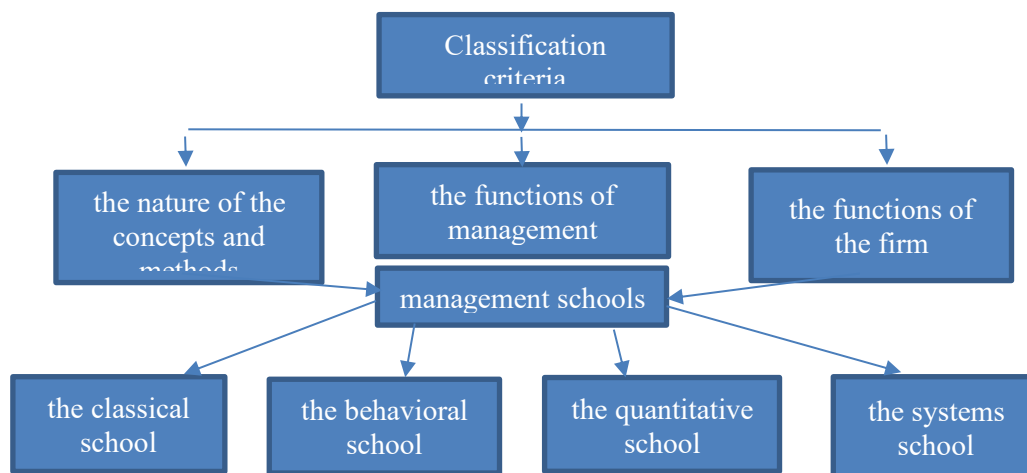 Classification
criteria
the nature of the
concepts and
methods
the functions of
management
the functions of
the firm
management schools
the classical
school
the behavioral
school
the quantitative
school
the systems
school